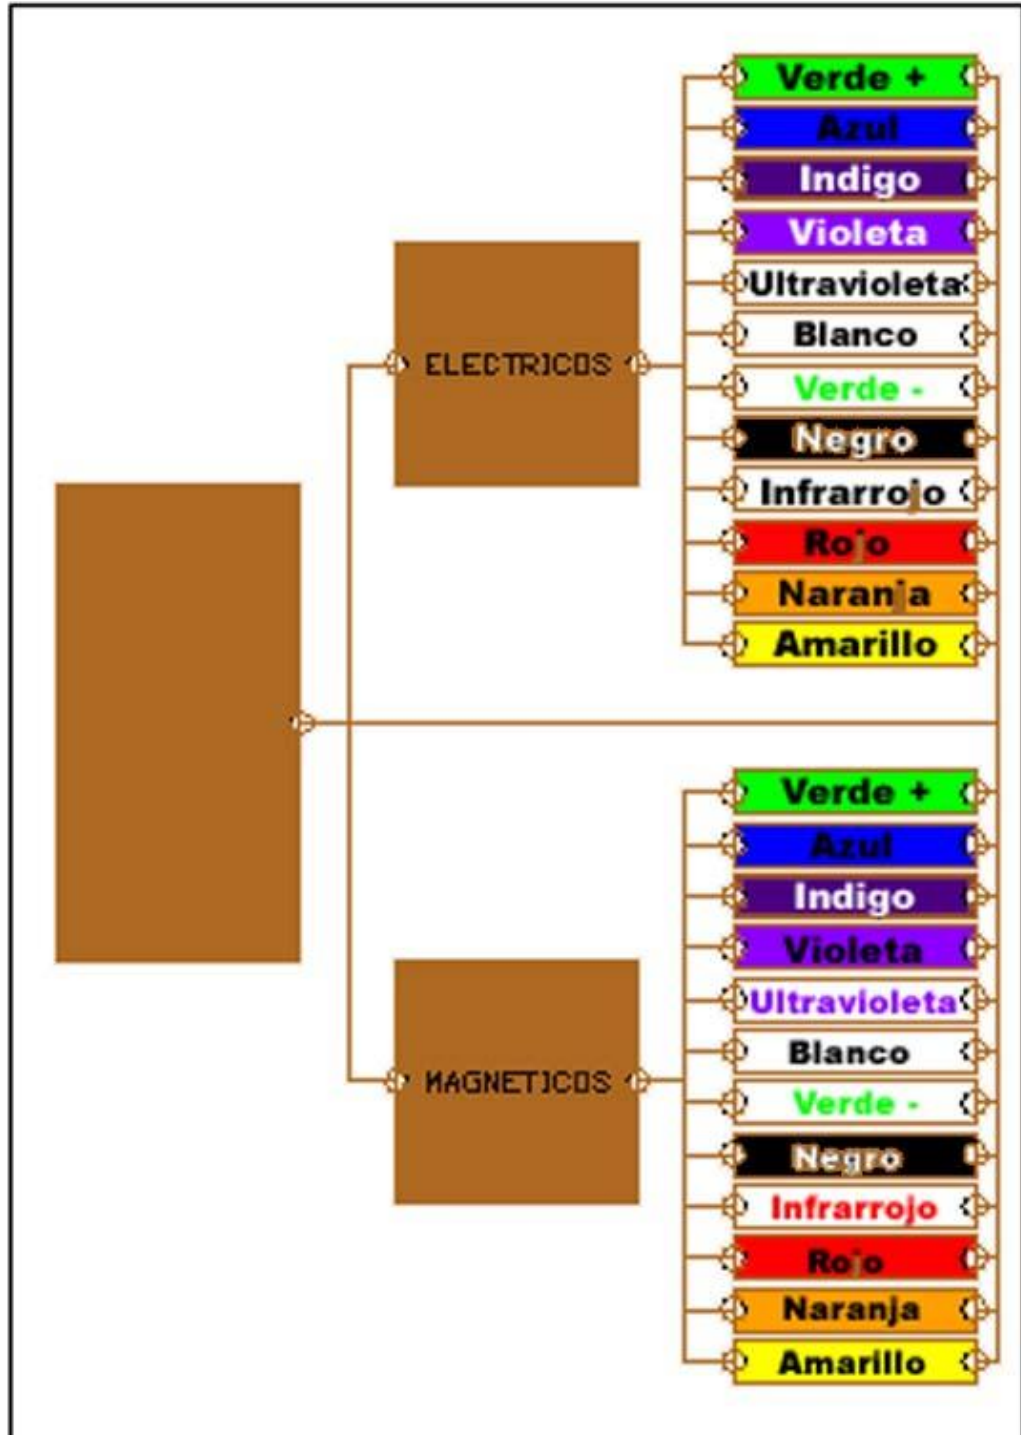 Verde +
Azul
Indigo
Violeta
Ultravioleta
Blanco
ELECTRICOS
Verde -
Negro
Infrarrojo
Rojo
Naranja
Amarillo
Verde +
Azul
Indigo
Violeta
Ultravioleta
Blanco
MAGNETICOS
Verde -
Negro
Infrarrojo
Rojo
Naranja
Amarillo